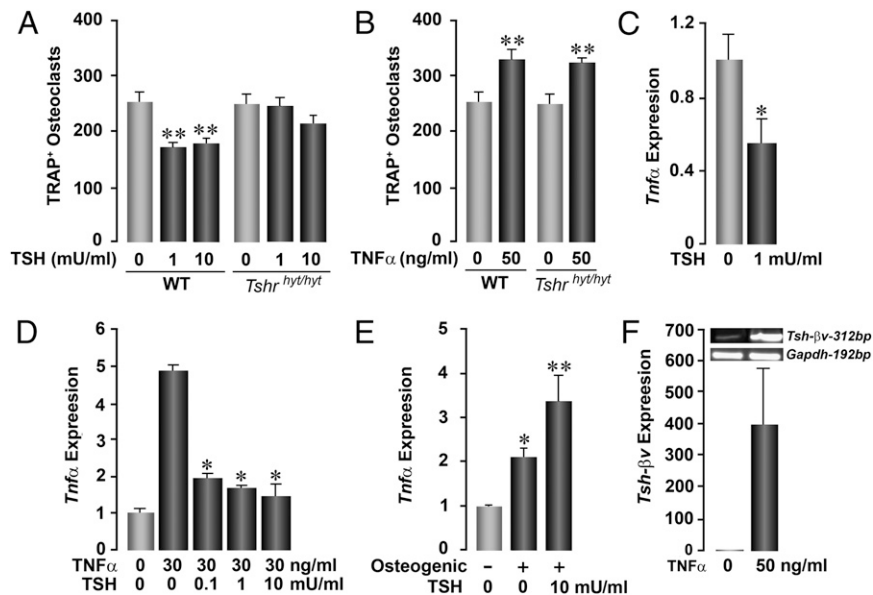 A
TRAP⁺ Osteoclasts
400
300
200
100
0
** **
TSH (mU/ml) 0 1 10 0 1 10
WT Tshr hyt/hyt
B
TRAP⁺ Osteoclasts
400
300
200
100
0
** **
TNFα (ng/ml) 0 50 0 50
WT Tshr hyt/hyt
C
Tnfα Expreesion
1.2
0.8
0.4
0
*
TSH 0 1 mU/ml
D
Tnfα Expreesion
6
5
4
3
2
1
0
* * *
TNFα 0 30 30 30 30 ng/ml
TSH 0 0 0.1 1 10 mU/ml
E
Tnfα Expreesion
5
4
3
2
1
0
* **
Osteogenic – + +
TSH 0 0 10 mU/ml
F
Tsh-βv Expreesion
700
600
500
400
300
200
100
0
Tsh-βv-312bp
Gapdh-192bp
TNFα 0 50 ng/ml